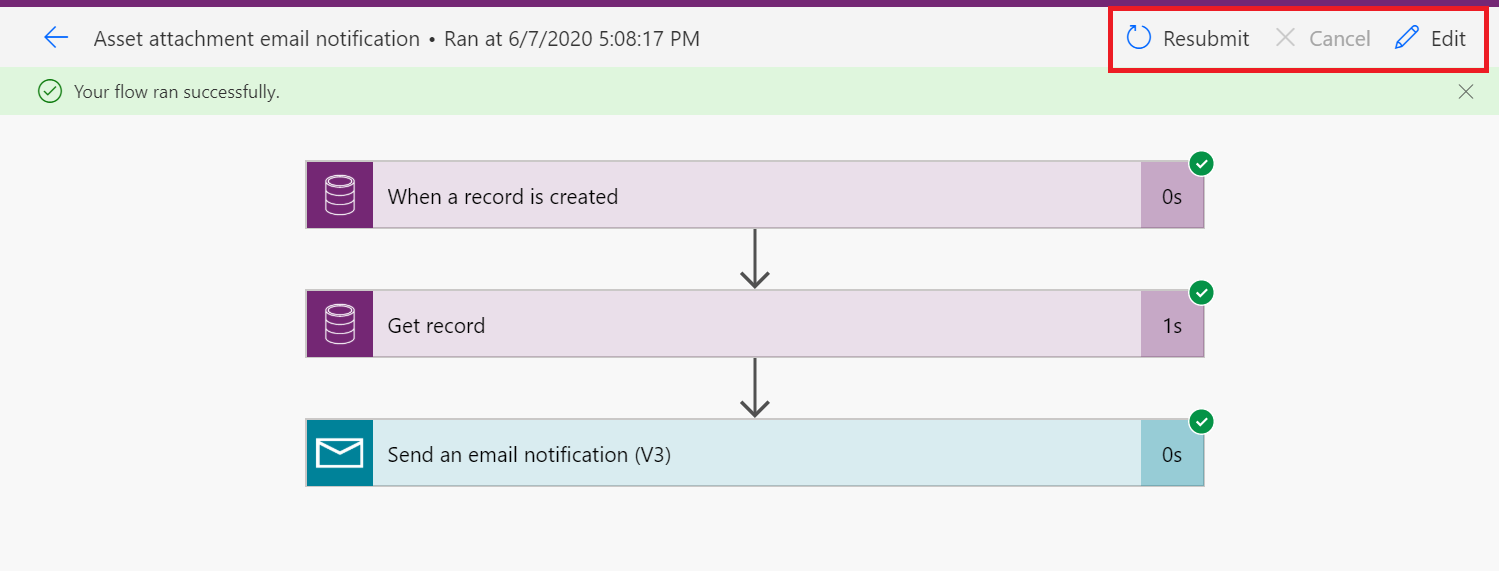 Asset attachment email notification • Ran at 6/7/2020 5:08:17 PM Resubmit Cancel Edit
Your flow ran successfully.
When a record is created 0s
Get record 1s
Send an email notification (V3) 0s